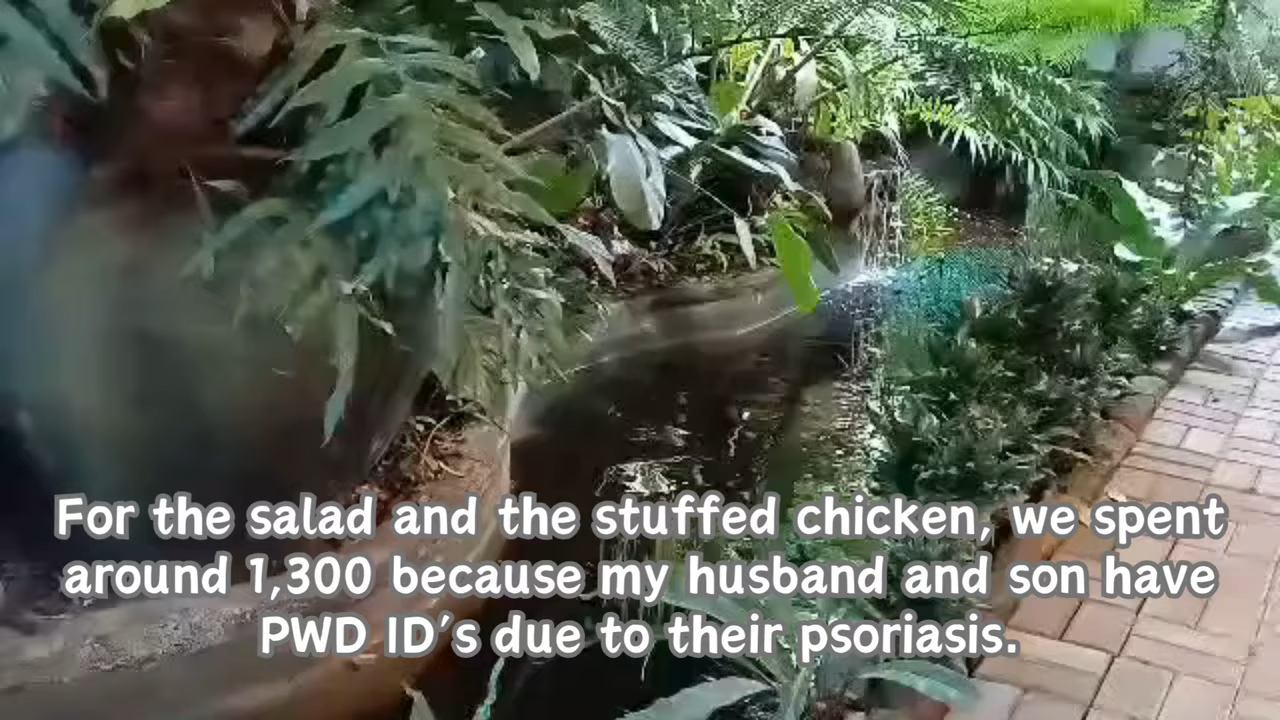 For the salad and the stuffed chicken, we spent
around 1,300 because my husband and son have
PWD ID's due to their psoriasis.